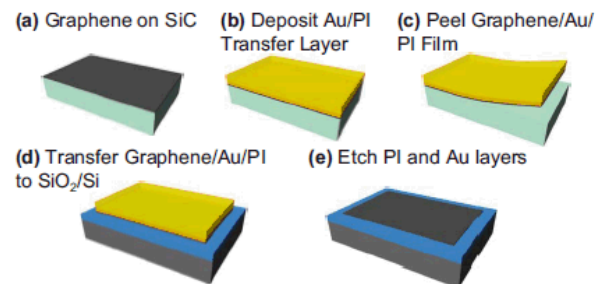 (a) Graphene on SiC
(b) Deposit Au/PI
Transfer Layer
(c) Peel Graphene/Au/
PI Film
(d) Transfer Graphene/Au/PI
to SiO₂/Si
(e) Etch PI and Au layers